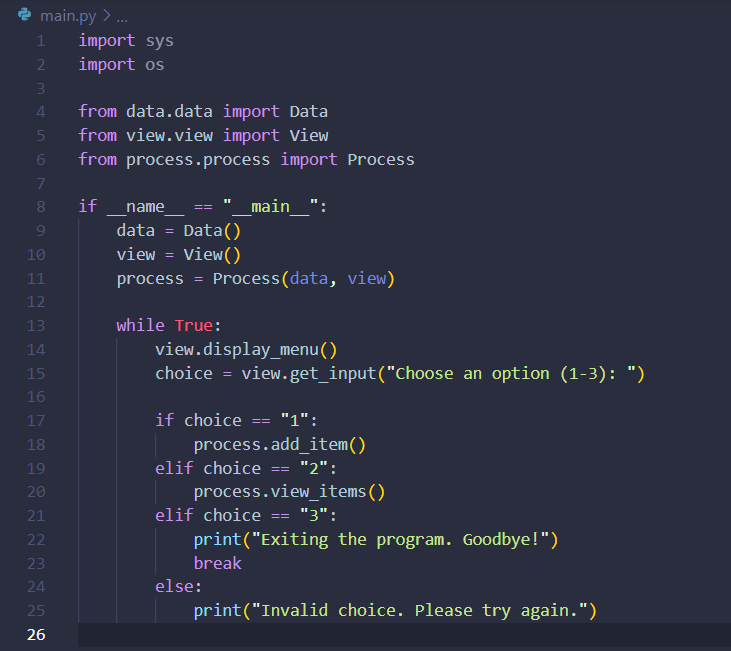 main.py > ...
1 import sys
2 import os
3
4 from data.data import Data
5 from view.view import View
6 from process.process import Process
7
8 if __name__ == "__main__":
9     data = Data()
10     view = View()
11     process = Process(data, view)
12
13     while True:
14         view.display_menu()
15         choice = view.get_input("Choose an option (1-3): ")
16
17         if choice == "1":
18             process.add_item()
19         elif choice == "2":
20             process.view_items()
21         elif choice == "3":
22             print("Exiting the program. Goodbye!")
23             break
24         else:
25             print("Invalid choice. Please try again.")
26